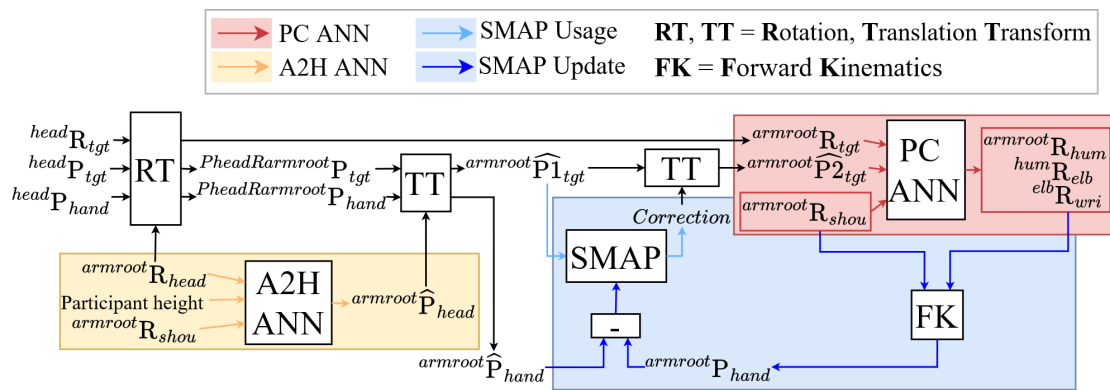 PC ANN
SMAP Usage
RT, TT = Rotation, Translation Transform
A2H ANN
SMAP Update
FK = Forward Kinematics
headRtgt
headPtgt
headPhand
RT
PheadRarmrootPtgt
PheadRarmrootPhand
TT
armrootP̂1tgt
TT
armrootRtgt
armrootP̂2tgt
armrootRshou
PC
ANN
armrootRhum
humRelb
elbRwri
Correction
SMAP
armrootRhead
Participant height
armrootRshou
A2H
ANN
armrootP̂head
-
FK
armrootP̂hand
armrootPhand